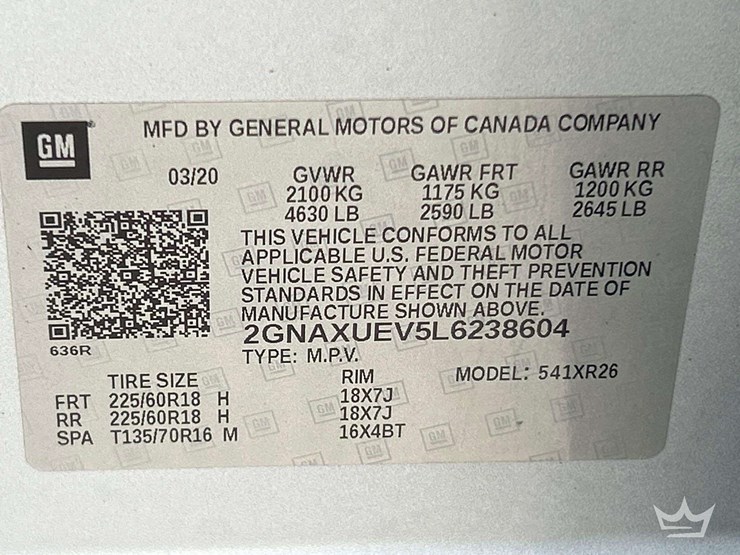 GM
MFD BY GENERAL MOTORS OF CANADA COMPANY
03/20 GVWR GAWR FRT GAWR RR
2100 KG 1175 KG 1200 KG
4630 LB 2590 LB 2645 LB
THIS VEHICLE CONFORMS TO ALL
APPLICABLE U.S. FEDERAL MOTOR
VEHICLE SAFETY AND THEFT PREVENTION
STANDARDS IN EFFECT ON THE DATE OF
MANUFACTURE SHOWN ABOVE.
2GNAXUEV5L6238604
636R
TYPE: M.P.V.
TIRE SIZE RIM MODEL: 541XR26
FRT 225/60R18 H 18X7J
RR 225/60R18 H 18X7J
SPA T135/70R16 M 16X4BT